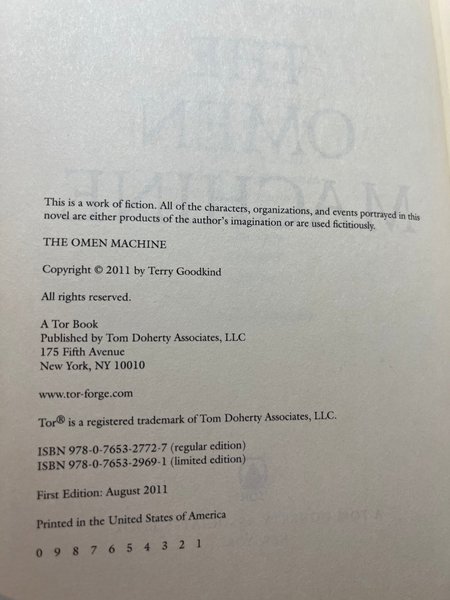 This is a work of fiction. All of the characters, organizations, and events portrayed in this
novel are either products of the author's imagination or are used fictitiously.
THE OMEN MACHINE
Copyright © 2011 by Terry Goodkind
All rights reserved.
A Tor Book
Published by Tom Doherty Associates, LLC
175 Fifth Avenue
New York, NY 10010
www.tor-forge.com
Tor® is a registered trademark of Tom Doherty Associates, LLC.
ISBN 978-0-7653-2772-7 (regular edition)
ISBN 978-0-7653-2969-1 (limited edition)
First Edition: August 2011
Printed in the United States of America
0 9 8 7 6 5 4 3 2 1